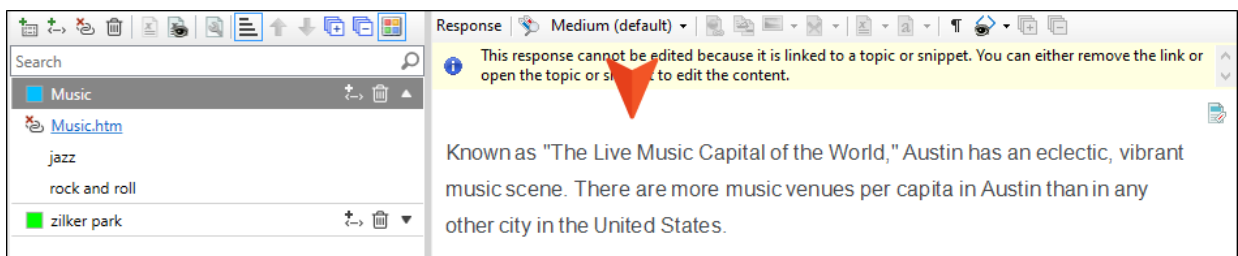 Response Medium (default)
Search
This response cannot be edited because it is linked to a topic or snippet. You can either remove the link or
open the topic or to edit the content.
Music
Music.htm
jazz
rock and roll
zilker park
Known as "The Live Music Capital of the World," Austin has an eclectic, vibrant
music scene. There are more music venues per capita in Austin than in any
other city in the United States.